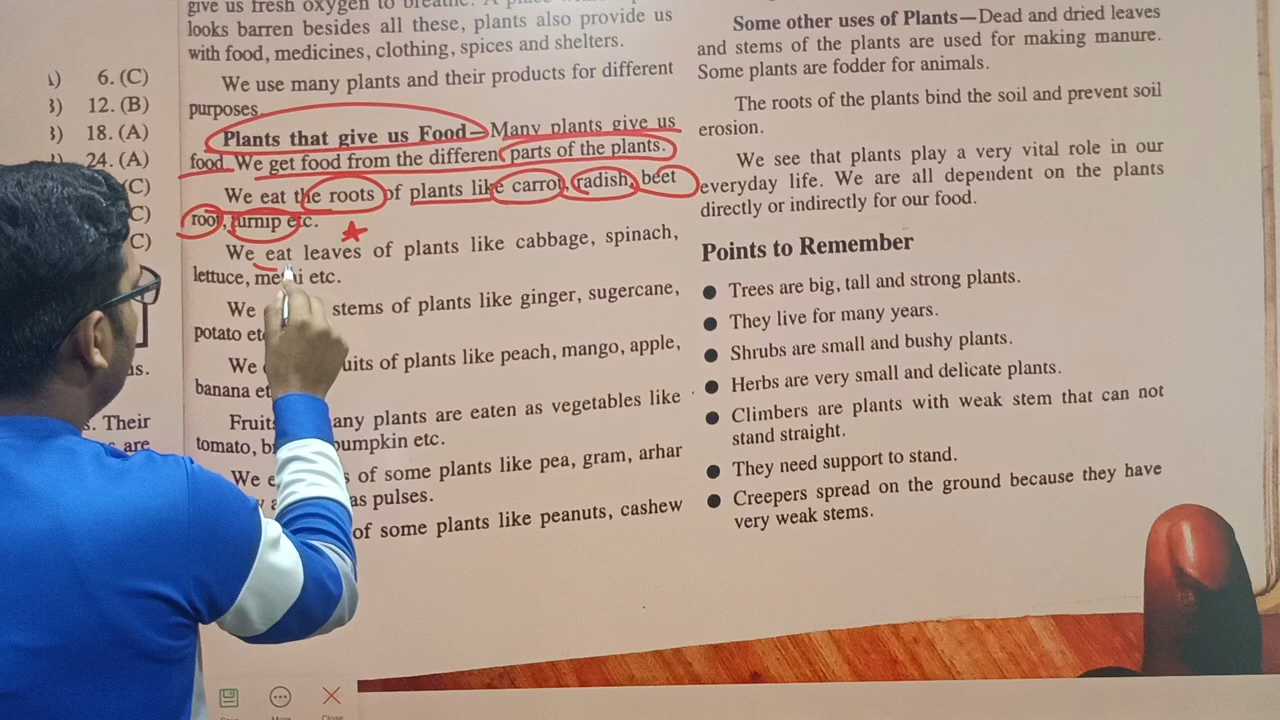 6. (C)
12. (B)
18. (A)
24. (A)
(C)
C)
C)
s. Their
are
give us fresh oxygen to breathe. A place
looks barren besides all these, plants also provide us
with food, medicines, clothing, spices and shelters.
We use many plants and their products for different
purposes.
Plants that give us Food—Many plants give us
food. We get food from the different parts of the plants.
We eat the roots of plants like carrot, radish, beet
root, turnip etc.
We eat leaves of plants like cabbage, spinach,
lettuce, methi etc.
We stems of plants like ginger, sugercane,
potato etc
We uits of plants like peach, mango, apple,
banana et
Fruit any plants are eaten as vegetables like
tomato, b pumpkin etc.
We e s of some plants like pea, gram, arhar
as pulses.
of some plants like peanuts, cashew
Some other uses of Plants—Dead and dried leaves
and stems of the plants are used for making manure.
Some plants are fodder for animals.
The roots of the plants bind the soil and prevent soil
erosion.
We see that plants play a very vital role in our
everyday life. We are all dependent on the plants
directly or indirectly for our food.
Points to Remember
● Trees are big, tall and strong plants.
● They live for many years.
● Shrubs are small and bushy plants.
● Herbs are very small and delicate plants.
● Climbers are plants with weak stem that can not
stand straight.
● They need support to stand.
● Creepers spread on the ground because they have
very weak stems.